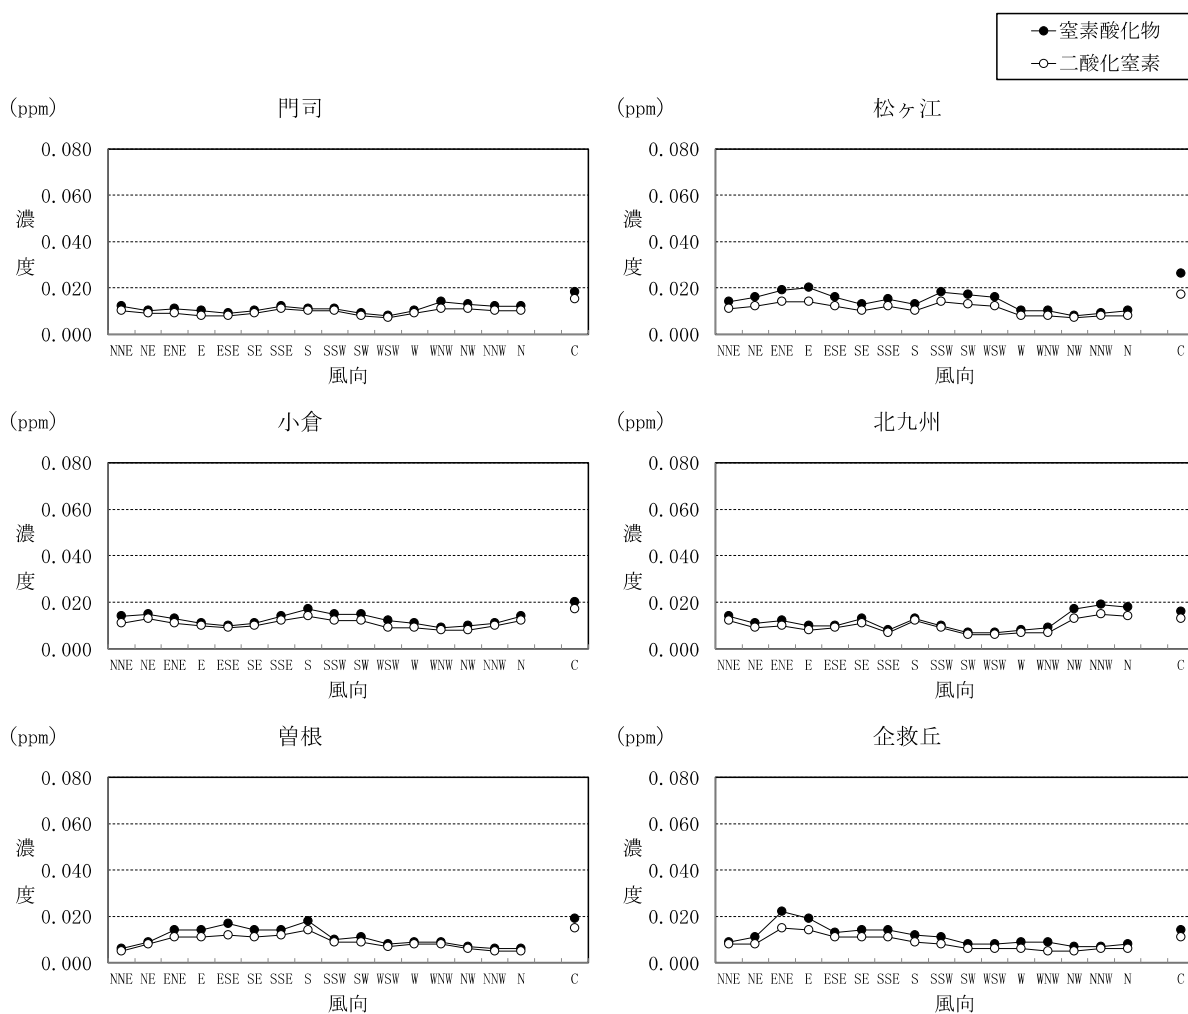 窒素酸化物
二酸化窒素
(ppm) 門司
0.080
0.060
0.040
0.020
0.000
濃度
NNE NE ENE E ESE SE SSE S SSW SW WSW W WNW NW NNW N C
風向
(ppm) 松ヶ江
0.080
0.060
0.040
0.020
0.000
濃度
NNE NE ENE E ESE SE SSE S SSW SW WSW W WNW NW NNW N C
風向
(ppm) 小倉
0.080
0.060
0.040
0.020
0.000
濃度
NNE NE ENE E ESE SE SSE S SSW SW WSW W WNW NW NNW N C
風向
(ppm) 北九州
0.080
0.060
0.040
0.020
0.000
濃度
NNE NE ENE E ESE SE SSE S SSW SW WSW W WNW NW NNW N C
風向
(ppm) 曽根
0.080
0.060
0.040
0.020
0.000
濃度
NNE NE ENE E ESE SE SSE S SSW SW WSW W WNW NW NNW N C
風向
(ppm) 企救丘
0.080
0.060
0.040
0.020
0.000
濃度
NNE NE ENE E ESE SE SSE S SSW SW WSW W WNW NW NNW N C
風向